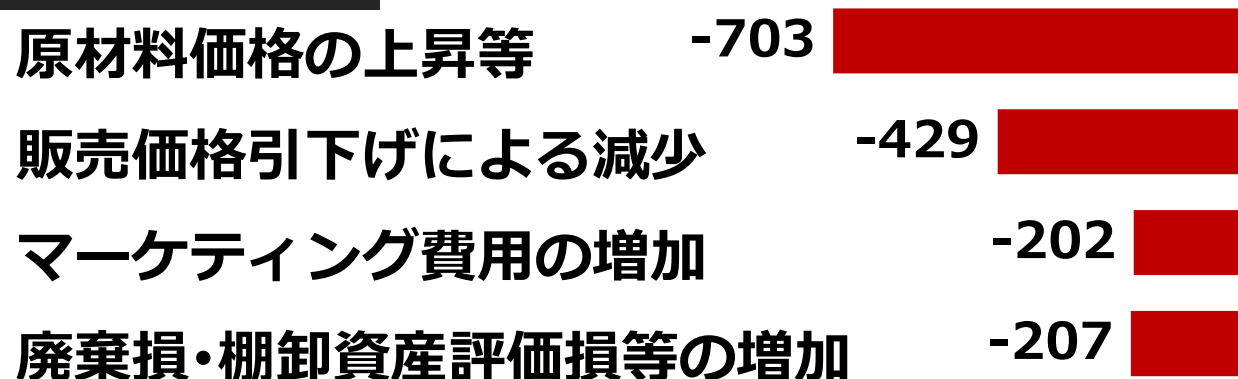 原材料価格の上昇等 -703
販売価格引下げによる減少 -429
マーケティング費用の増加 -202
廃棄損・棚卸資産評価損等の増加 -207